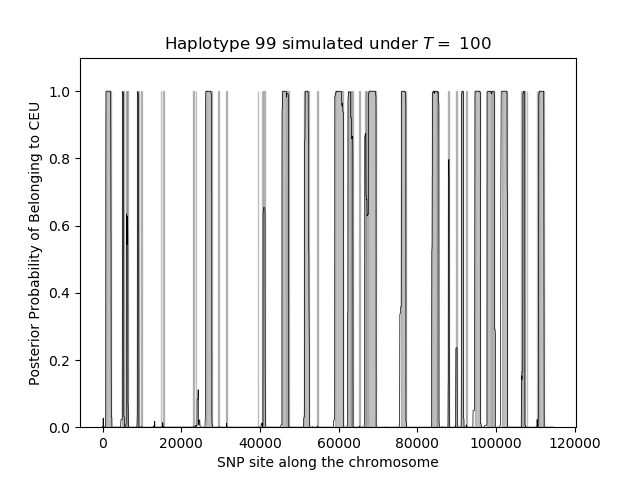 Haplotype 99 simulated under T = 100
Posterior Probability of Belonging to CEU
1.0
0.8
0.6
0.4
0.2
0.0
0 20000 40000 60000 80000 100000 120000
SNP site along the chromosome